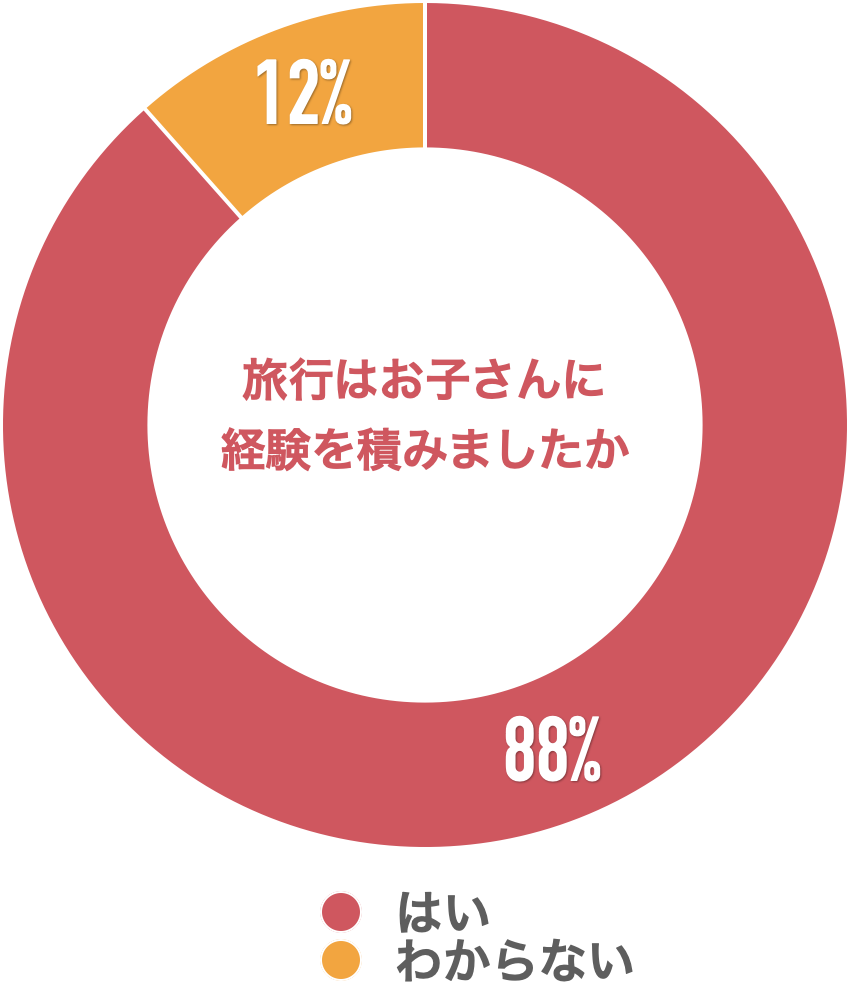 12%
旅行はお子さんに
経験を積みましたか
88%
はい
わからない